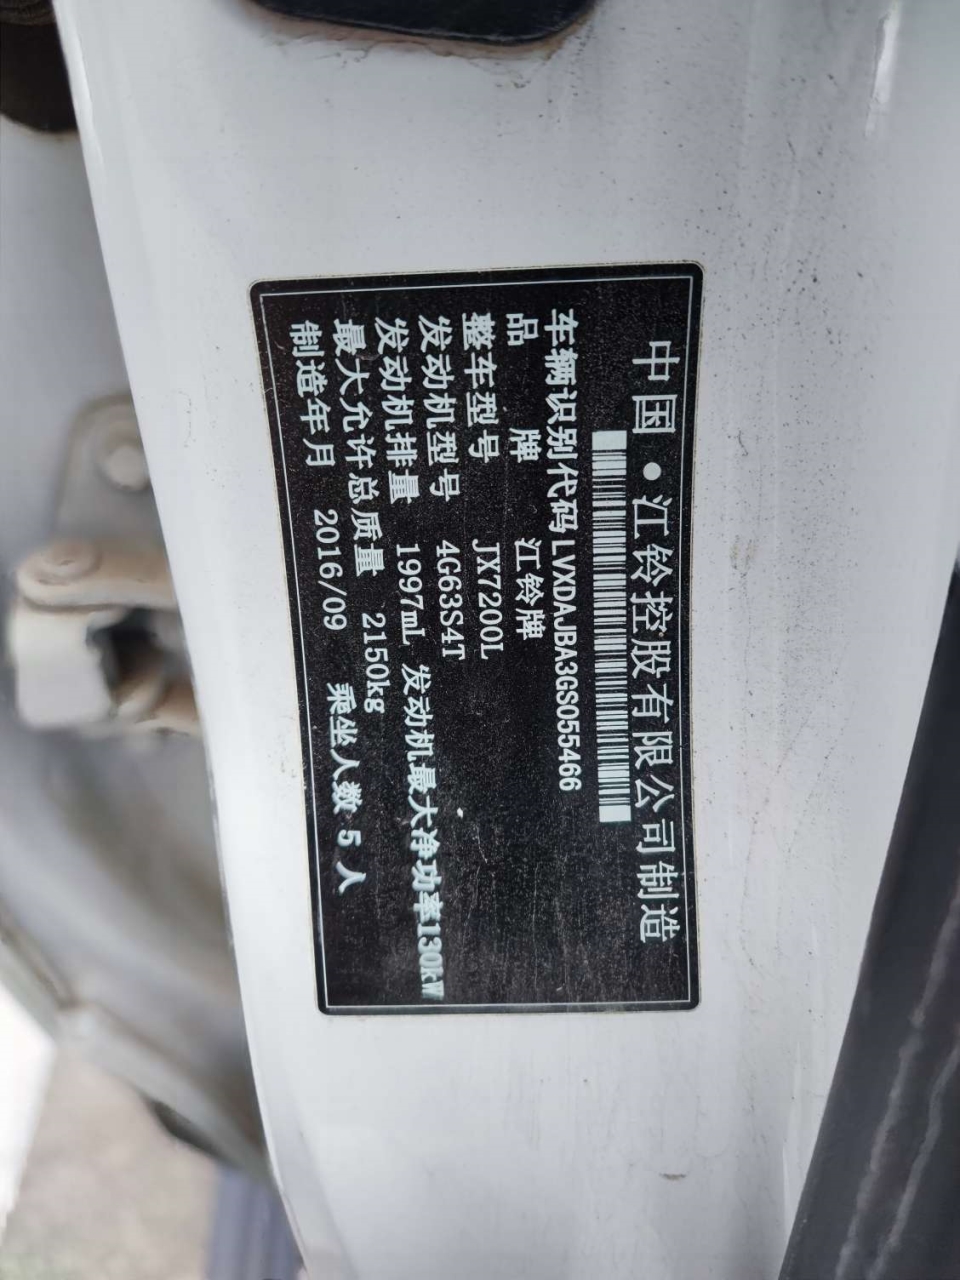 中国·江铃控股有限公司制造
车辆识别代码 LVXDAJBA3GS055466
品牌 江铃牌
整车型号 JX7200L
发动机型号 4G63S4T
发动机排量 1997mL 发动机最大净功率130kW
最大允许总质量 2150kg
制造年月 2016/09 乘坐人数 5 人